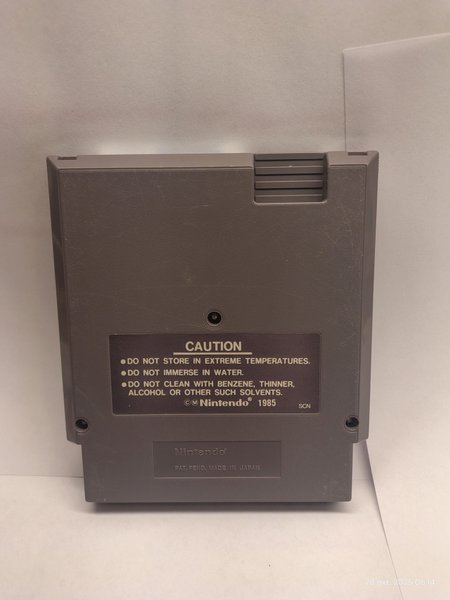 CAUTION
●DO NOT STORE IN EXTREME TEMPERATURES.
●DO NOT IMMERSE IN WATER.
●DO NOT CLEAN WITH BENZENE, THINNER,
ALCOHOL OR OTHER SUCH SOLVENTS.
©Ⓜ Nintendo® 1985 SCN
Nintendo®
PAT. PEND. MADE IN JAPAN